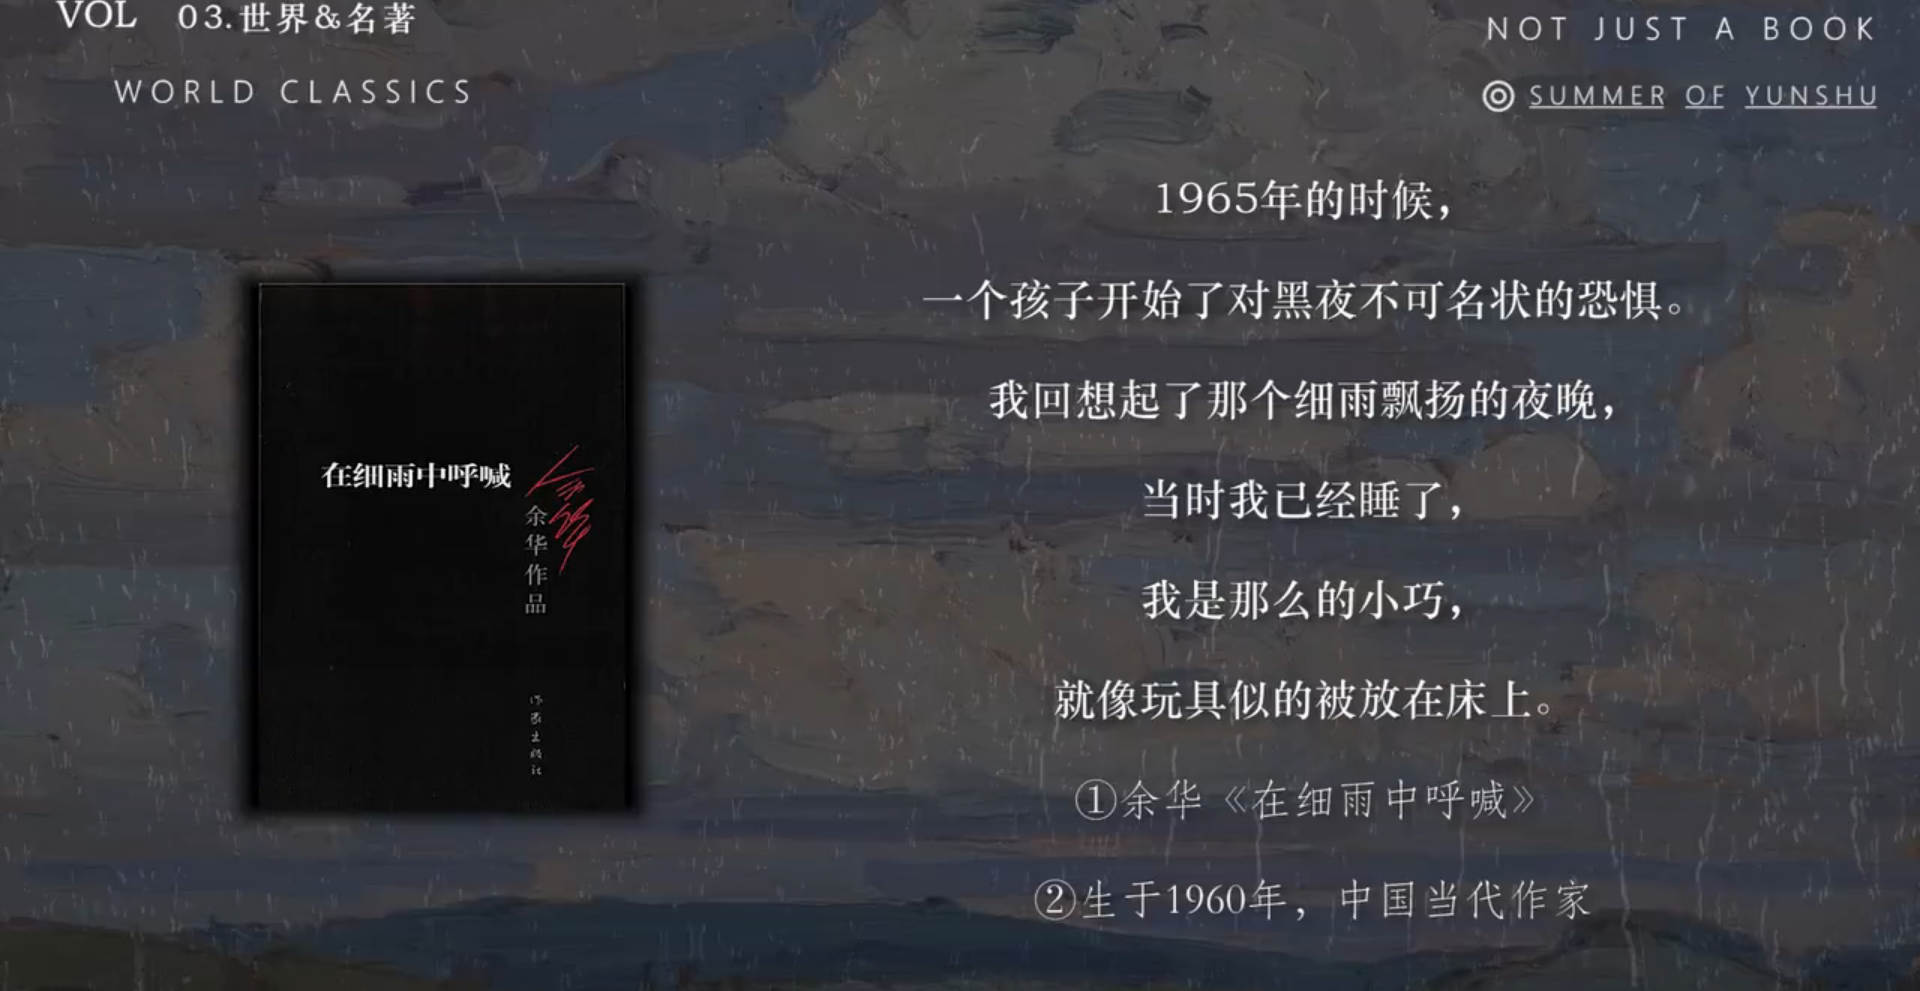 VOL 03.世界&名著
WORLD CLASSICS
NOT JUST A BOOK
SUMMER OF YUNSHU
1965年的时候，
一个孩子开始了对黑夜不可名状的恐惧。
我回想起了那个细雨飘扬的夜晚，
当时我已经睡了，
我是那么的小巧，
就像玩具似的被放在床上。
①余华《在细雨中呼喊》
②生于1960年，中国当代作家
在细雨中呼喊
余华
余华作品
作家出版社